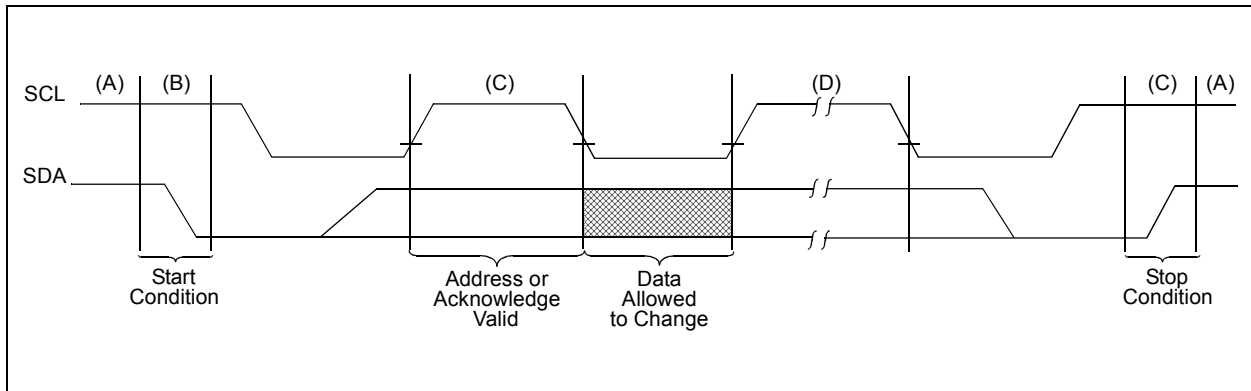 (A) (B) (C) (D) (C) (A)
SCL
SDA
Start
Condition
Address or
Acknowledge
Valid
Data
Allowed
to Change
Stop
Condition